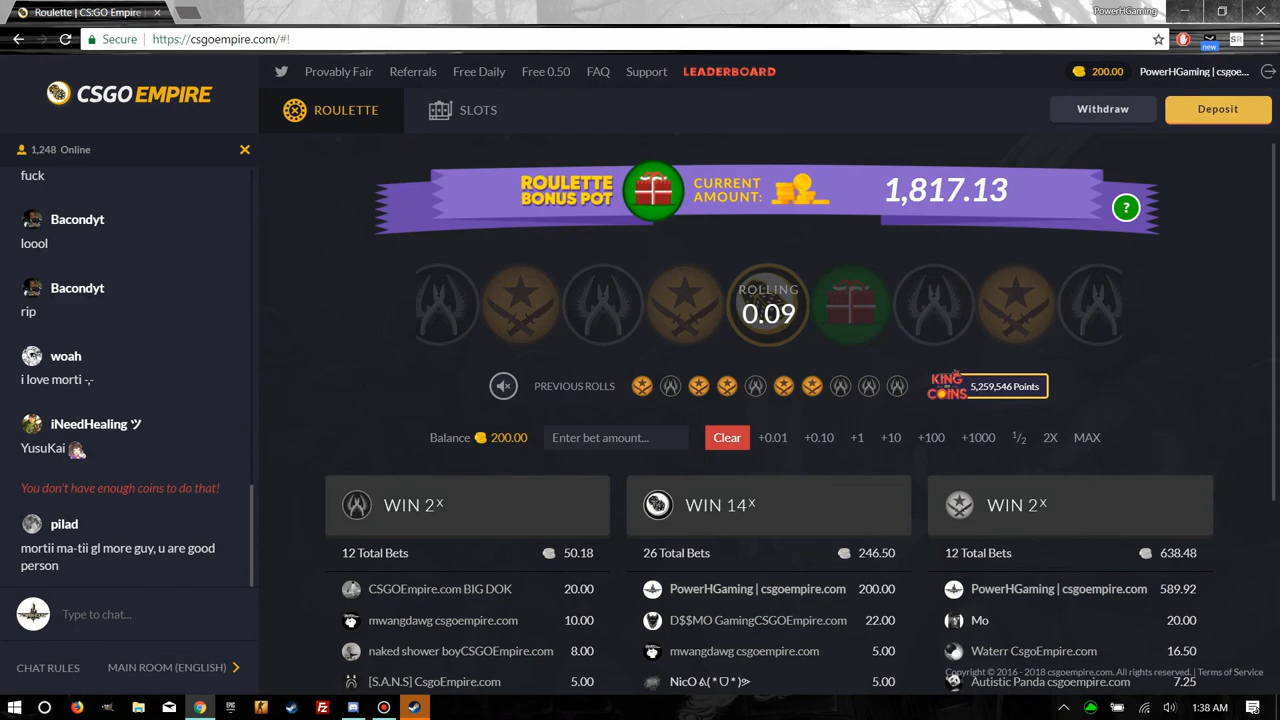 Roulette | CS:GO Empire
PowerHGaming
Secure https://csgoempire.com/#!
new
SR
CSGOEMPIRE
Provably Fair Referrals Free Daily Free 0.50 FAQ Support LEADERBOARD
200.00 PowerHGaming | csgoe...
ROULETTE SLOTS
Withdraw Deposit
1,248 Online
fuck
Bacondyt
loool
Bacondyt
rip
woah
i love morti -,-
iNeedHealing ツ
YusuKai
You don't have enough coins to do that!
pilad
mortii ma-tii gl more guy, u are good
person
Type to chat...
CHAT RULES MAIN ROOM (ENGLISH)
ROULETTE
BONUS POT
CURRENT
AMOUNT:
1,817.13
?
ROLLING
0.09
PREVIOUS ROLLS
KING OF COINS
5,259,546 Points
Balance 200.00 Enter bet amount... Clear +0.01 +0.10 +1 +10 +100 +1000 1/2 2X MAX
WIN 2X
12 Total Bets 50.18
CSGOEmpire.com BIG DOK 20.00
mwangdawg csgoempire.com 10.00
naked shower boyCSGOEmpire.com 8.00
[S.A.N.S] CsgoEmpire.com 5.00
WIN 14X
26 Total Bets 246.50
PowerHGaming | csgoempire.com 200.00
D$$MO GamingCSGOEmpire.com 22.00
mwangdawg csgoempire.com 5.00
5.00
WIN 2X
12 Total Bets 638.48
PowerHGaming | csgoempire.com 589.92
Mo 20.00
Waterr CsgoEmpire.com 16.50
Autistic Panda csgoempire.com 7.25
Copyright © 2016 - 2018 csgoempire.com. All rights reserved. | Terms of Service
1:38 AM